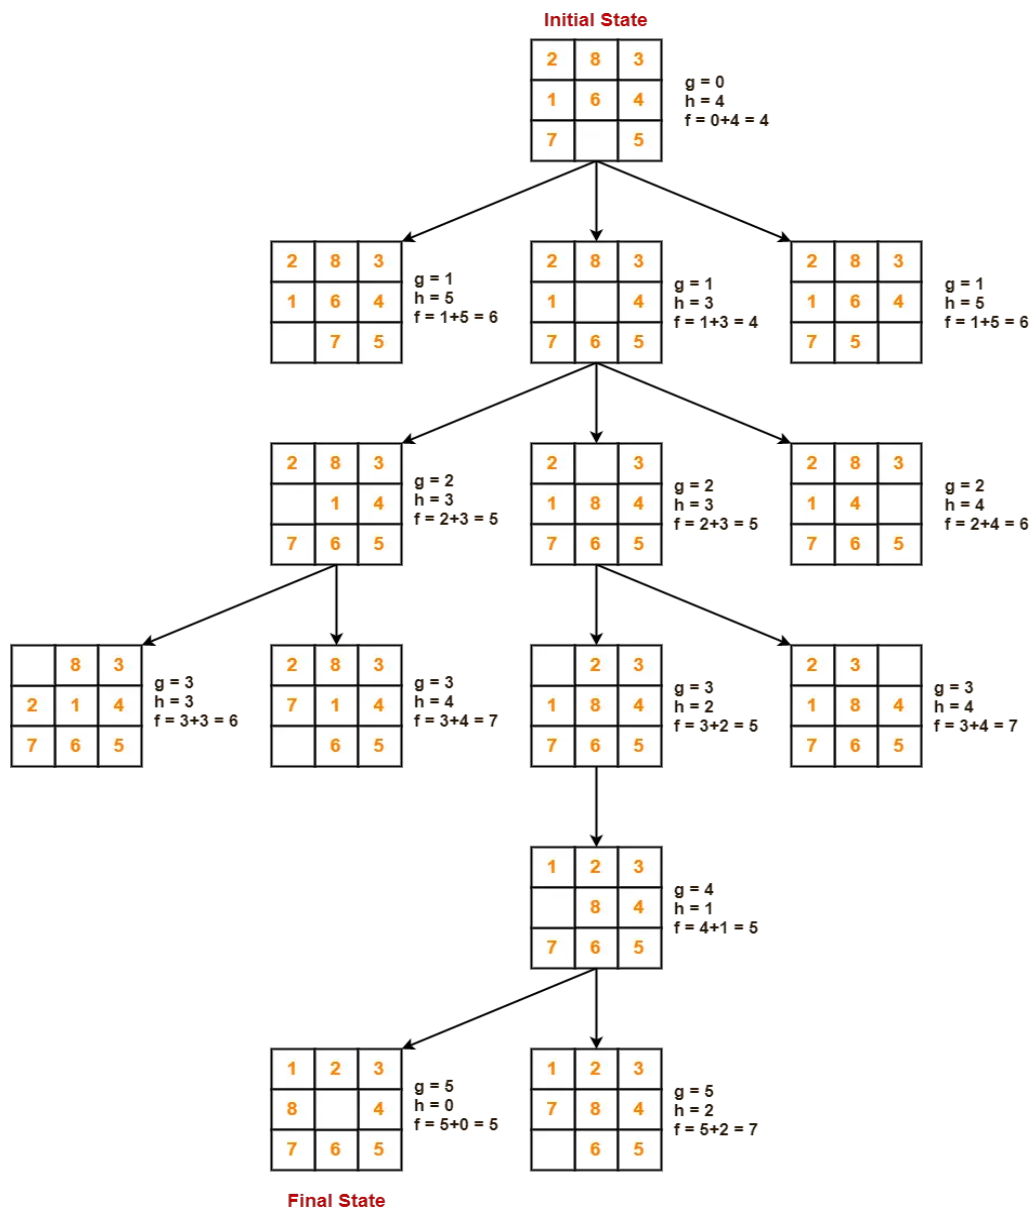 Initial State
2 8 3
1 6 4
7 5
g = 0
h = 4
f = 0+4 = 4
2 8 3
1 6 4
7 5
g = 1
h = 5
f = 1+5 = 6
2 8 3
1 4
7 6 5
g = 1
h = 3
f = 1+3 = 4
2 8 3
1 6 4
7 5
g = 1
h = 5
f = 1+5 = 6
2 8 3
1 4
7 6 5
g = 2
h = 3
f = 2+3 = 5
2 3
1 8 4
7 6 5
g = 2
h = 3
f = 2+3 = 5
2 8 3
1 4
7 6 5
g = 2
h = 4
f = 2+4 = 6
8 3
2 1 4
7 6 5
g = 3
h = 3
f = 3+3 = 6
2 8 3
7 1 4
6 5
g = 3
h = 4
f = 3+4 = 7
2 3
1 8 4
7 6 5
g = 3
h = 2
f = 3+2 = 5
2 3
1 8 4
7 6 5
g = 3
h = 4
f = 3+4 = 7
1 2 3
8 4
7 6 5
g = 4
h = 1
f = 4+1 = 5
1 2 3
8 4
7 6 5
g = 5
h = 0
f = 5+0 = 5
1 2 3
7 8 4
6 5
g = 5
h = 2
f = 5+2 = 7
Final State